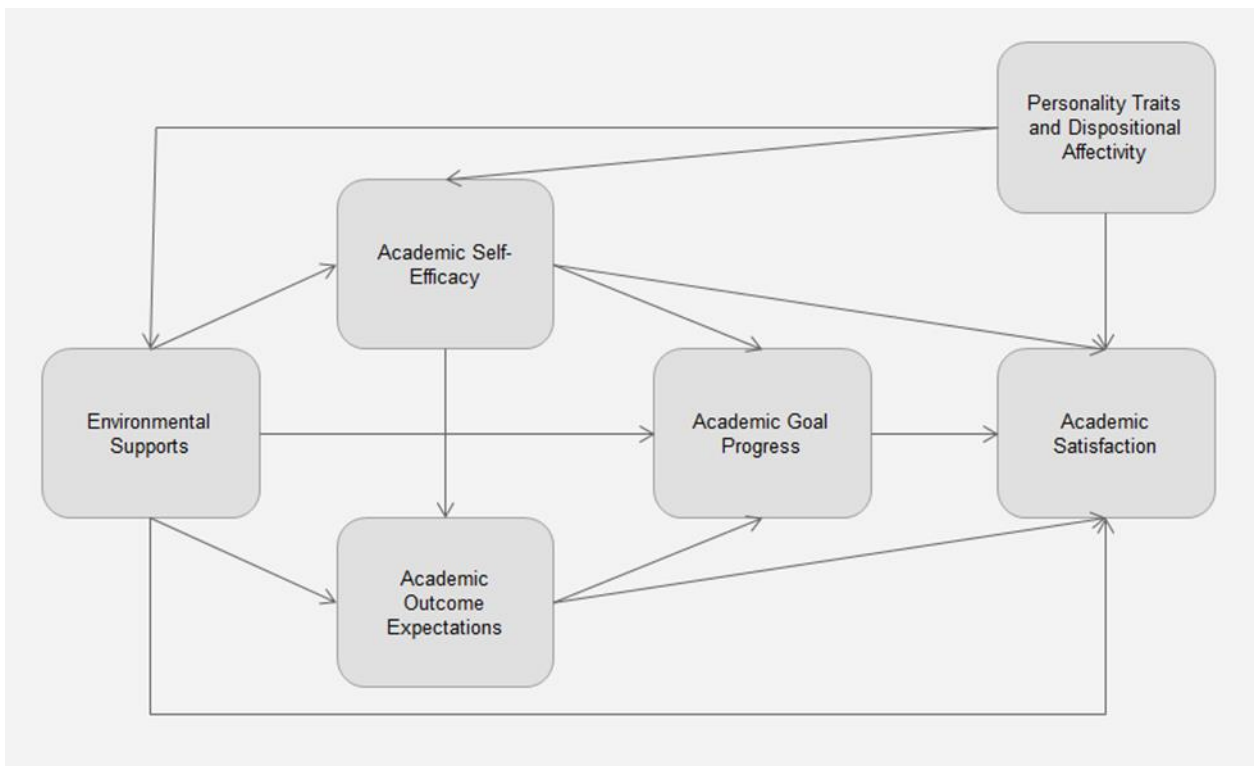 Personality Traits
and Dispositional
Affectivity
Academic Self-
Efficacy
Environmental
Supports
Academic Goal
Progress
Academic
Satisfaction
Academic
Outcome
Expectations